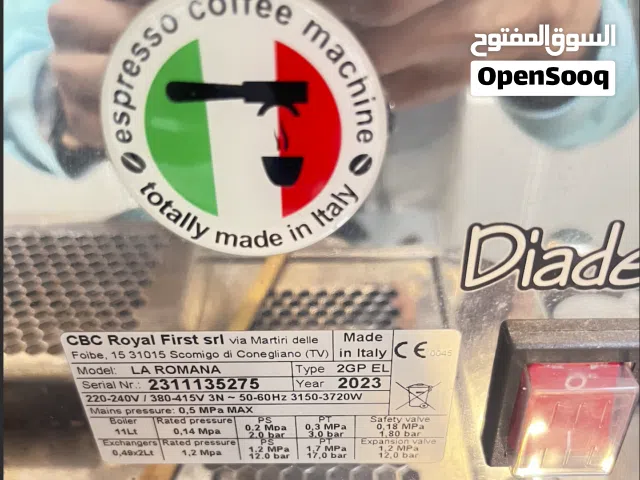 espresso coffee machine
totally made in Italy
السوق المفتوح
OpenSooq
Diade
CBC Royal First srl via Martiri delle
Foibe, 15 31015 Scomigo di Conegliano (TV)
Made
in Italy
CE 0045
Model: LA ROMANA Type 2GP EL
Serial Nr.: 2311135275 Year 2023
220-240V / 380-415V 3N ~ 50-60Hz 3150-3720W
Mains pressure: 0,5 MPa MAX
Boiler Rated pressure PS PT Safety valve
11Lt 0,14 Mpa 0,2 Mpa 0,3 MPa 0,18 MPa
2.0 bar 3.0 bar 1,80 bar
Exchangers Rated pressure PS PT Expansion valve
0,49x2Lt 1,2 Mpa 1,2 MPa 1,7 MPa 1,2 MPa
12.0 bar 17,0 bar 12,0 bar